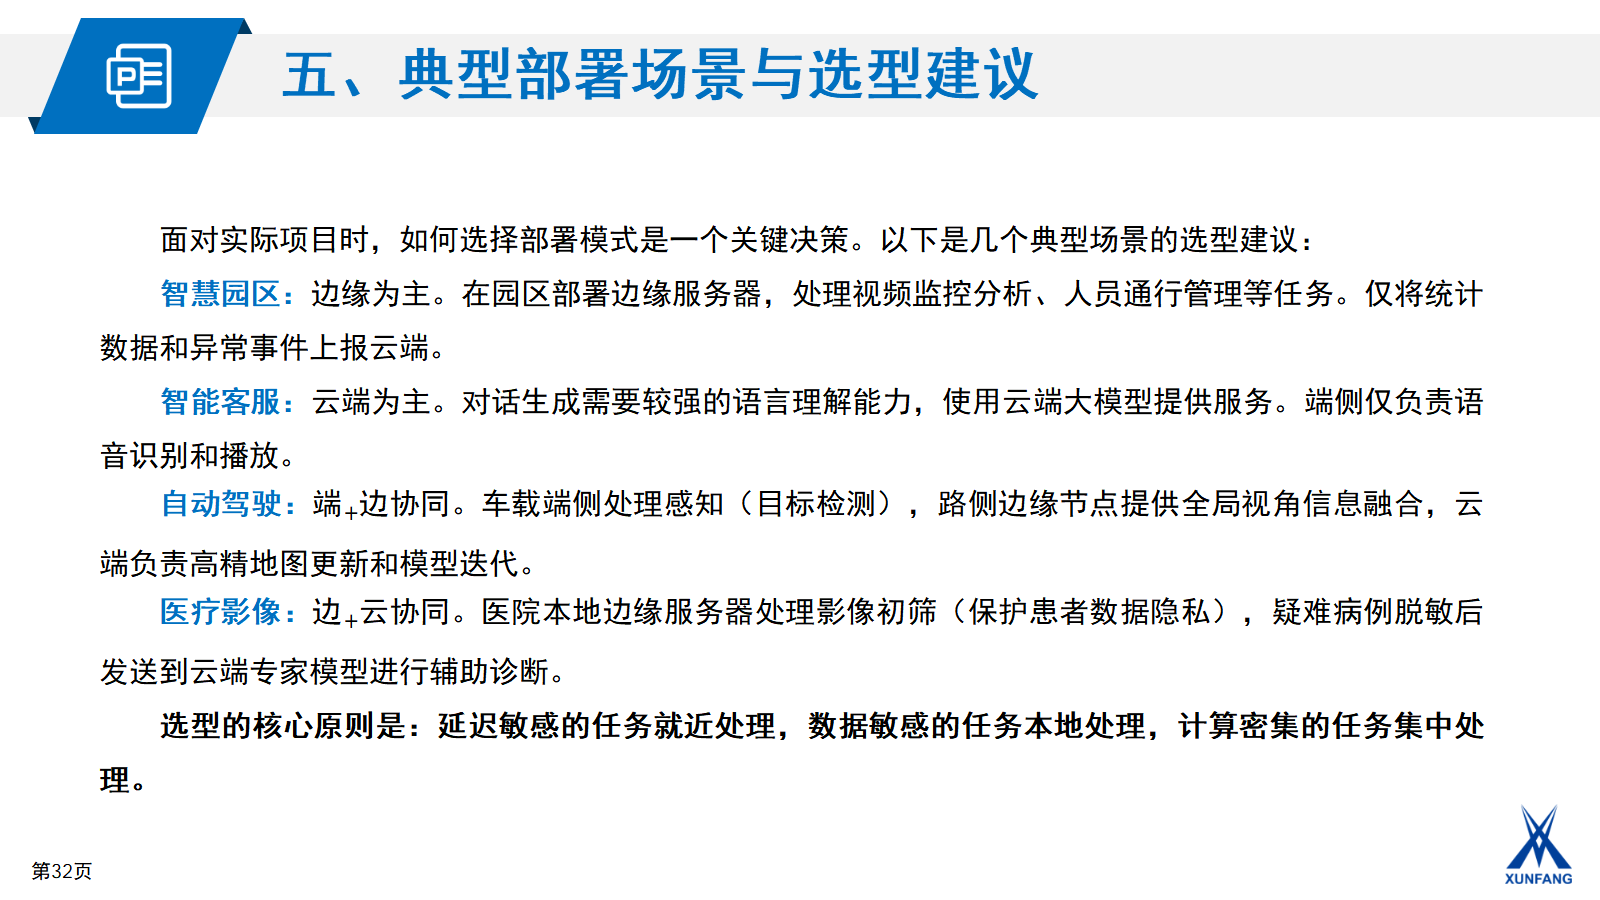 五、典型部署场景与选型建议
面对实际项目时，如何选择部署模式是一个关键决策。以下是几个典型场景的选型建议：
智慧园区：边缘为主。在园区部署边缘服务器，处理视频监控分析、人员通行管理等任务。仅将统计
数据和异常事件上报云端。
智能客服：云端为主。对话生成需要较强的语言理解能力，使用云端大模型提供服务。端侧仅负责语
音识别和播放。
自动驾驶：端+边协同。车载端侧处理感知（目标检测），路侧边缘节点提供全局视角信息融合，云
端负责高精地图更新和模型迭代。
医疗影像：边+云协同。医院本地边缘服务器处理影像初筛（保护患者数据隐私），疑难病例脱敏后
发送到云端专家模型进行辅助诊断。
选型的核心原则是：延迟敏感的任务就近处理，数据敏感的任务本地处理，计算密集的任务集中处
理。
第32页
XUNFANG